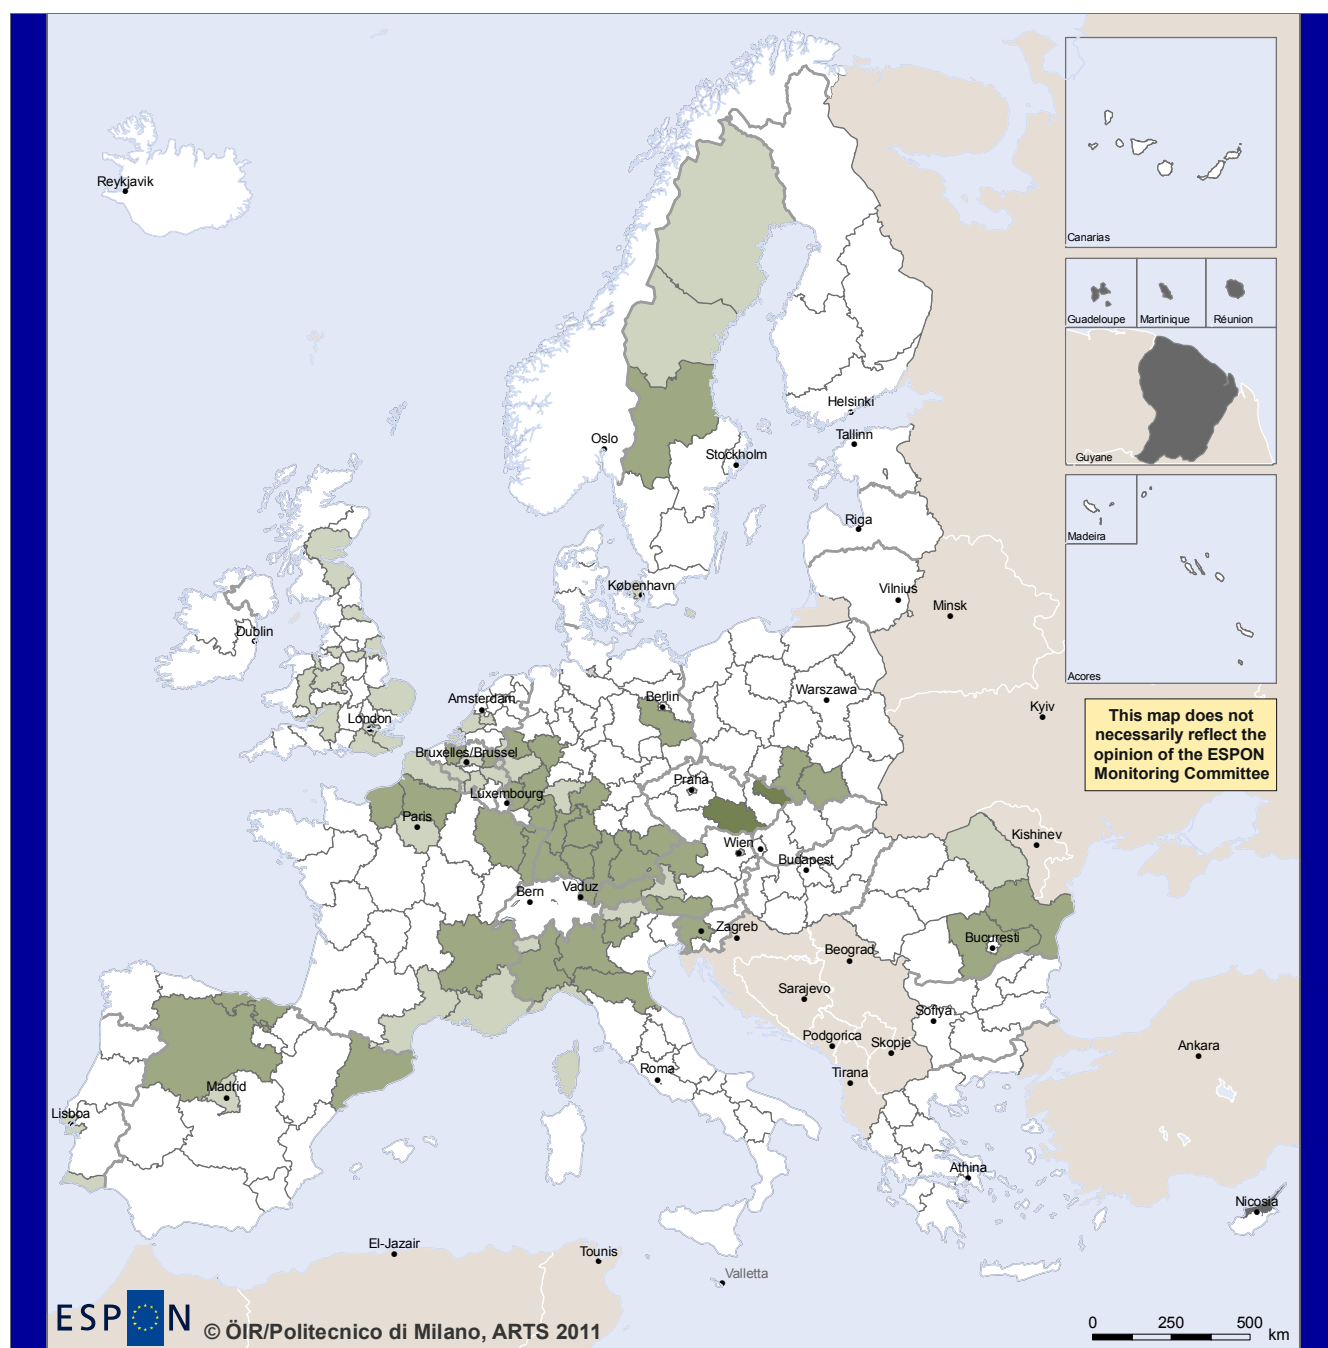 Reykjavik
Canarias
Guadeloupe
Martinique
Réunion
Guyane
Madeira
Acores
Helsinki
Tallinn
Oslo
Stockholm
Riga
København
Vilnius
Minsk
Dublin
Amsterdam
Berlin
Warszawa
London
Kyiv
This map does not
necessarily reflect the
opinion of the ESPON
Monitoring Committee
Bruxelles/Brussel
Praha
Luxembourg
Paris
Kishinev
Wien
Budapest
Bern
Vaduz
Zagreb
Bucuresti
Beograd
Sarajevo
Sofiya
Podgorica
Skopje
Ankara
Roma
Tirana
Madrid
Lisboa
Athina
Nicosia
El-Jazair
Tounis
Valletta
ESPON
© ÖIR/Politecnico di Milano, ARTS 2011
0 250 500
km